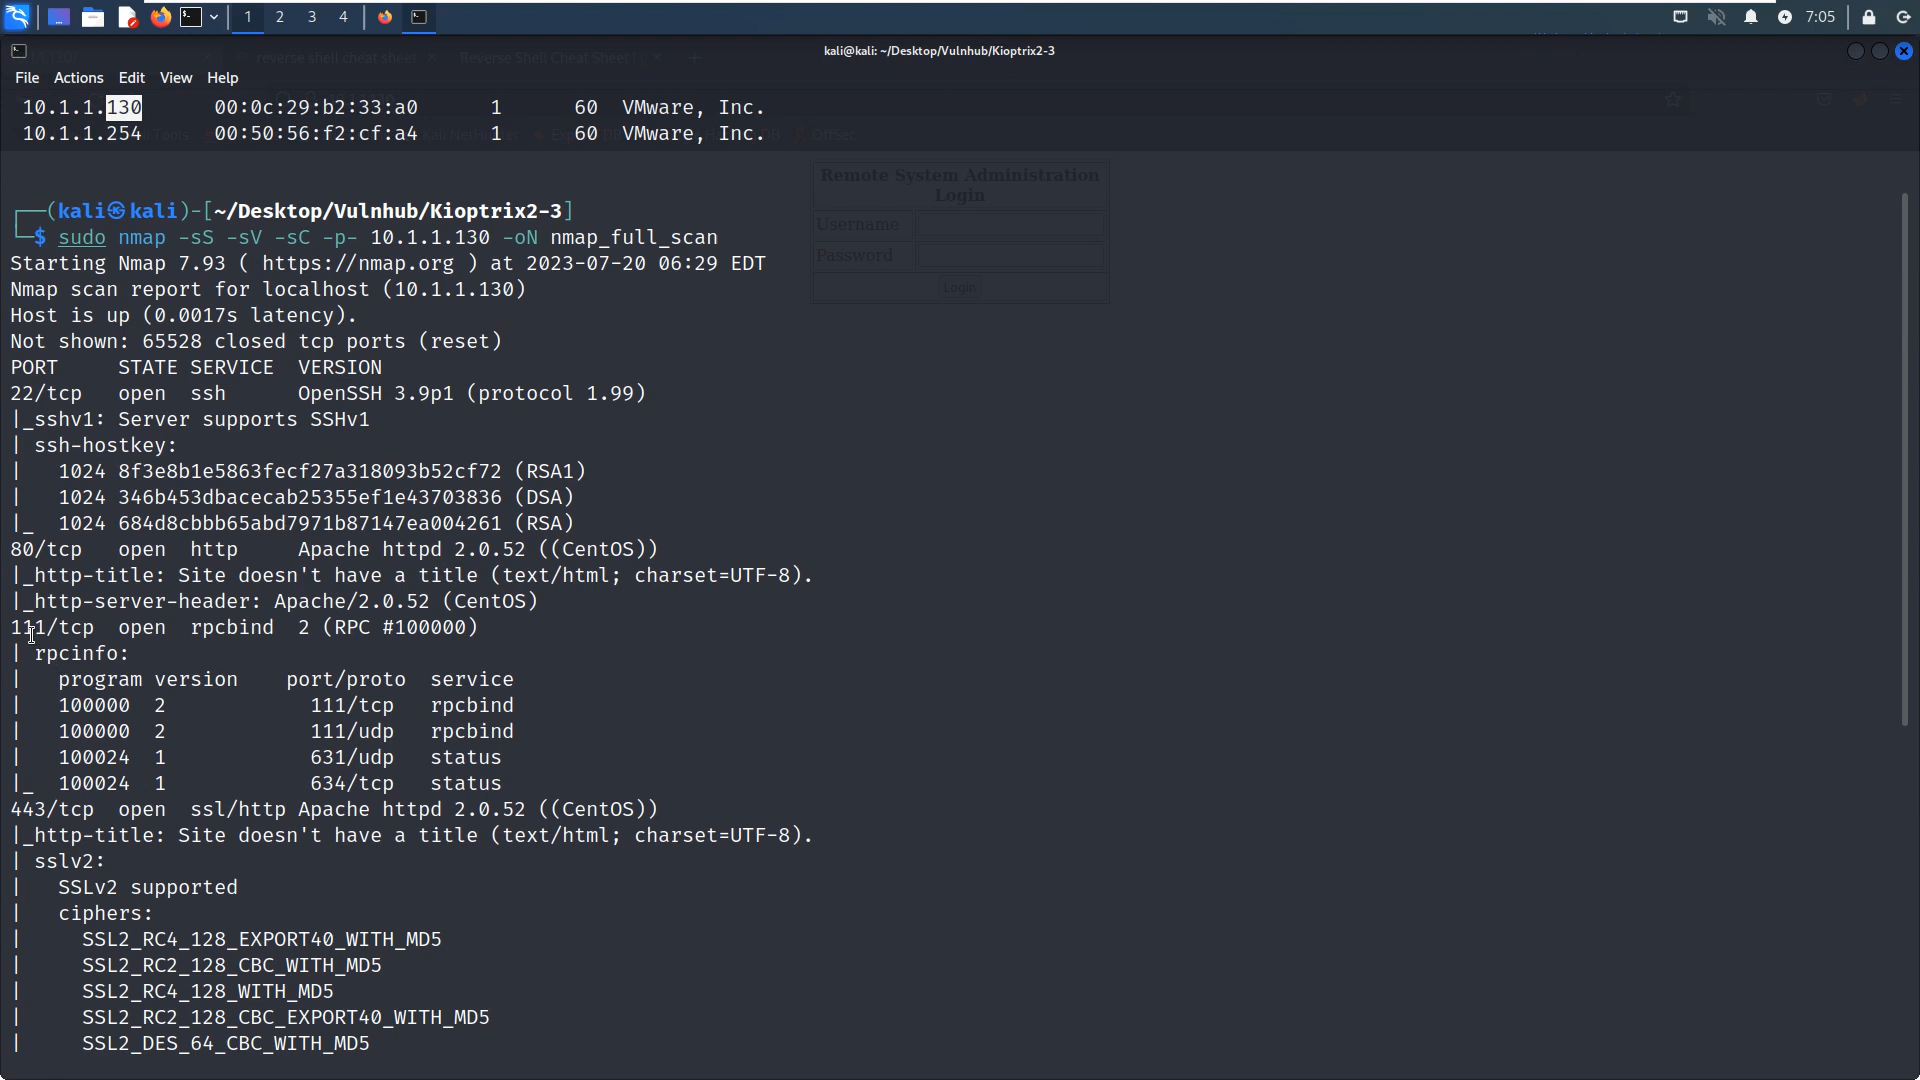 1 2 3 4 7:05
kali@kali: ~/Desktop/Vulnhub/Kioptrix2-3
reverse shell cheat sheet Reverse Shell Cheat Sheet
File Actions Edit View Help
10.1.1.130 00:0c:29:b2:33:a0 1 60 VMware, Inc.
10.1.1.254 00:50:56:f2:cf:a4 1 60 VMware, Inc.
Remote System Administration
Login
Username
Password
Login
┌──(kali㉿kali)-[~/Desktop/Vulnhub/Kioptrix2-3]
└─$ sudo nmap -sS -sV -sC -p- 10.1.1.130 -oN nmap_full_scan
Starting Nmap 7.93 ( https://nmap.org ) at 2023-07-20 06:29 EDT
Nmap scan report for localhost (10.1.1.130)
Host is up (0.0017s latency).
Not shown: 65528 closed tcp ports (reset)
PORT STATE SERVICE VERSION
22/tcp open ssh OpenSSH 3.9p1 (protocol 1.99)
|_sshv1: Server supports SSHv1
| ssh-hostkey:
| 1024 8f3e8b1e5863fecf27a318093b52cf72 (RSA1)
| 1024 346b453dbacecab25355ef1e43703836 (DSA)
|_ 1024 684d8cbbb65abd7971b87147ea004261 (RSA)
80/tcp open http Apache httpd 2.0.52 ((CentOS))
|_http-title: Site doesn't have a title (text/html; charset=UTF-8).
|_http-server-header: Apache/2.0.52 (CentOS)
111/tcp open rpcbind 2 (RPC #100000)
| rpcinfo:
| program version port/proto service
| 100000 2 111/tcp rpcbind
| 100000 2 111/udp rpcbind
| 100024 1 631/udp status
|_ 100024 1 634/tcp status
443/tcp open ssl/http Apache httpd 2.0.52 ((CentOS))
|_http-title: Site doesn't have a title (text/html; charset=UTF-8).
| sslv2:
| SSLv2 supported
| ciphers:
| SSL2_RC4_128_EXPORT40_WITH_MD5
| SSL2_RC2_128_CBC_WITH_MD5
| SSL2_RC4_128_WITH_MD5
| SSL2_RC2_128_CBC_EXPORT40_WITH_MD5
| SSL2_DES_64_CBC_WITH_MD5